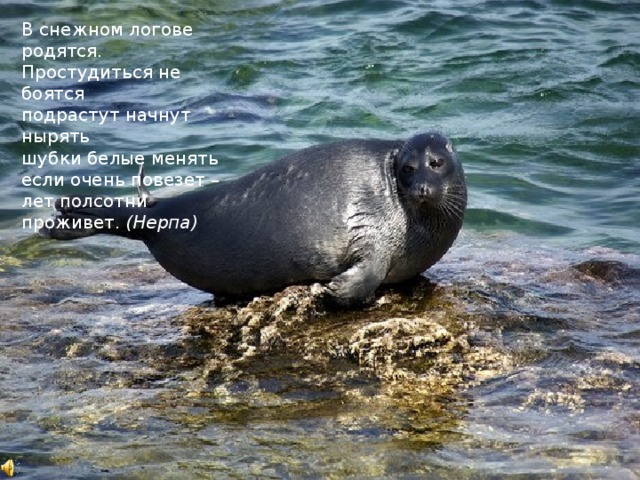 В снежном логове
родятся.
Простудиться не
боятся
подрастут начнут
нырять
шубки белые менять
если очень повезет –
лет полсотни
проживет. (Нерпа)